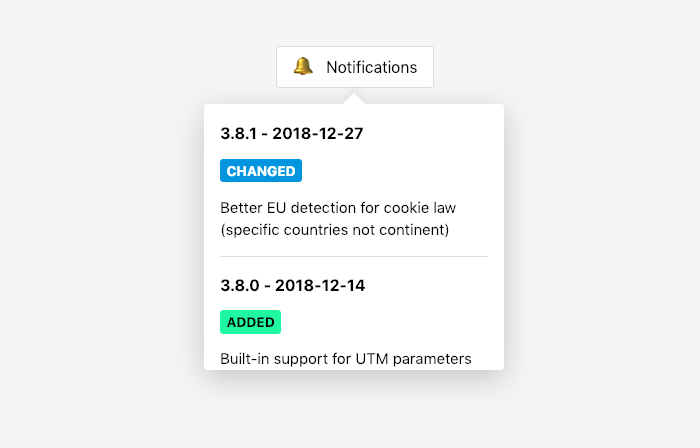 Notifications
3.8.1 - 2018-12-27
CHANGED
Better EU detection for cookie law
(specific countries not continent)
3.8.0 - 2018-12-14
ADDED
Built-in support for UTM parameters